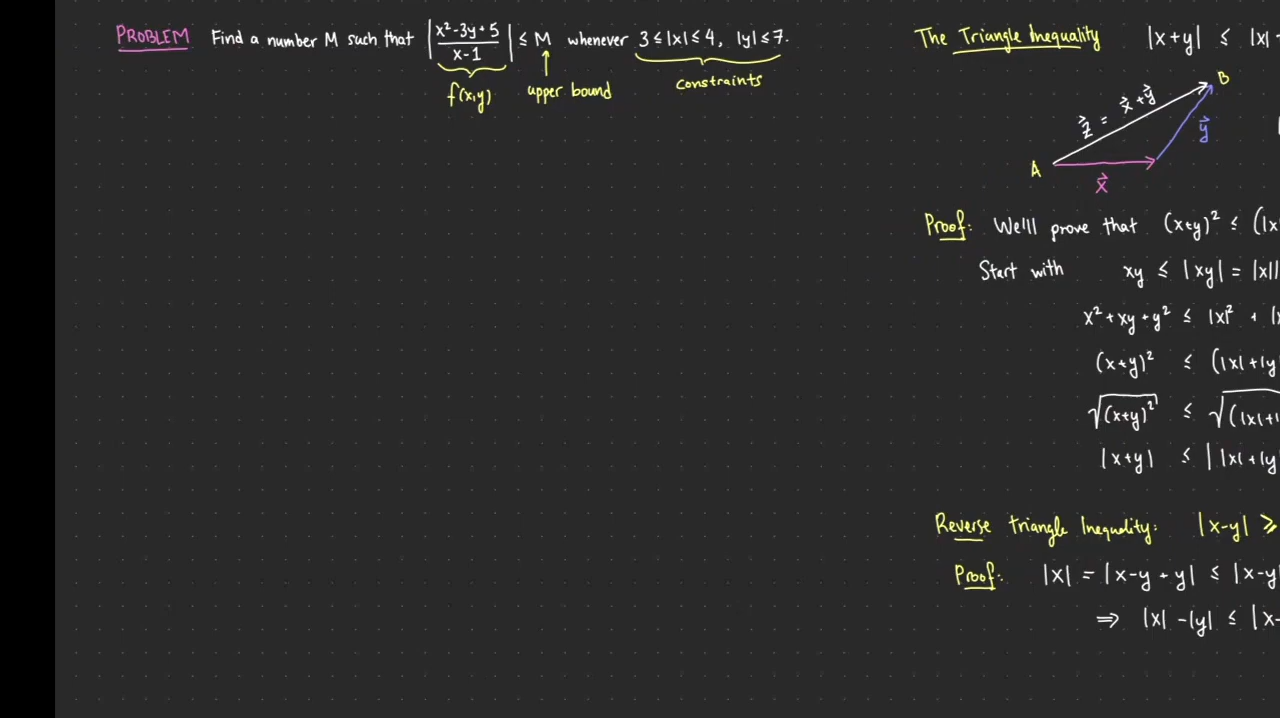 PROBLEM Find a number M such that |x²-3y+5 / x-1| ≤ M whenever 3 ≤ |x| ≤ 4, |y| ≤ 7.
f(x,y) upper bound constraints
The Triangle Inequality |x+y| ≤ |x| -
B
z⃗ = x⃗ + y⃗
y⃗
A
x⃗
Proof: We'll prove that (x+y)² ≤ (|x
Start with xy ≤ |xy| = |x||
x² + xy + y² ≤ |x|² + |x
(x+y)² ≤ (|x|+|y
√(x+y)² ≤ √(|x|+|
|x+y| ≤ ||x|+|y
Reverse triangle Inequality: |x-y| ≥
Proof: |x| = |x-y+y| ≤ |x-y|
⇒ |x| - |y| ≤ |x-